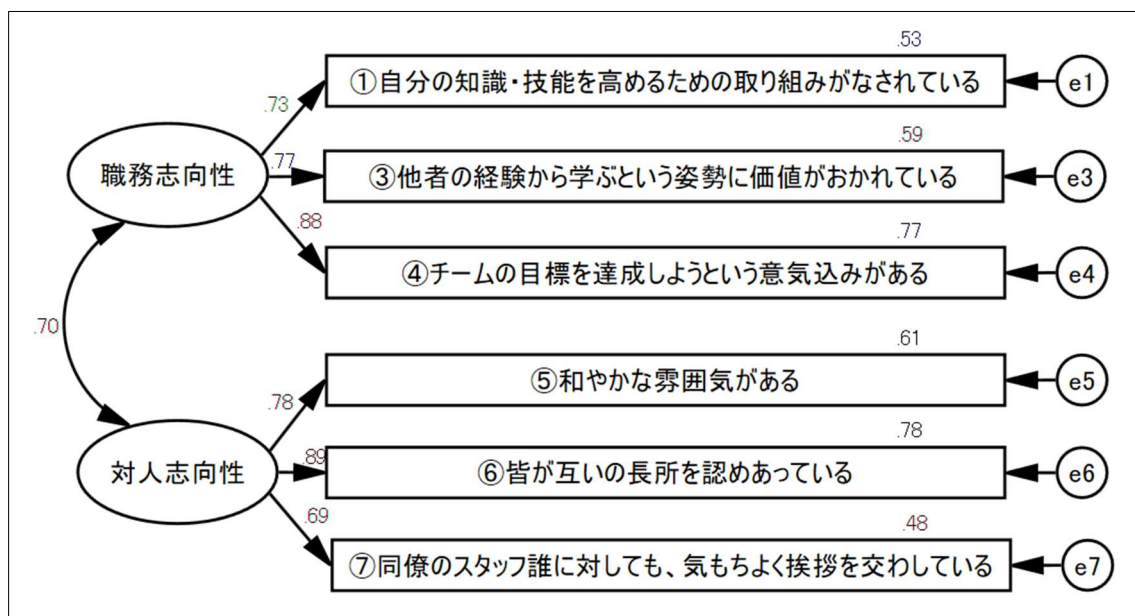 .53
①自分の知識・技能を高めるための取り組みがなされている
e1
.73
.59
職務志向性
.77
③他者の経験から学ぶという姿勢に価値がおかれている
e3
.88
.77
④チームの目標を達成しようという意気込みがある
e4
.70
.61
⑤和やかな雰囲気がある
e5
.78
.78
対人志向性
.89
⑥皆が互いの長所を認めあっている
e6
.69
.48
⑦同僚のスタッフ誰に対しても、気もちよく挨拶を交わしている
e7